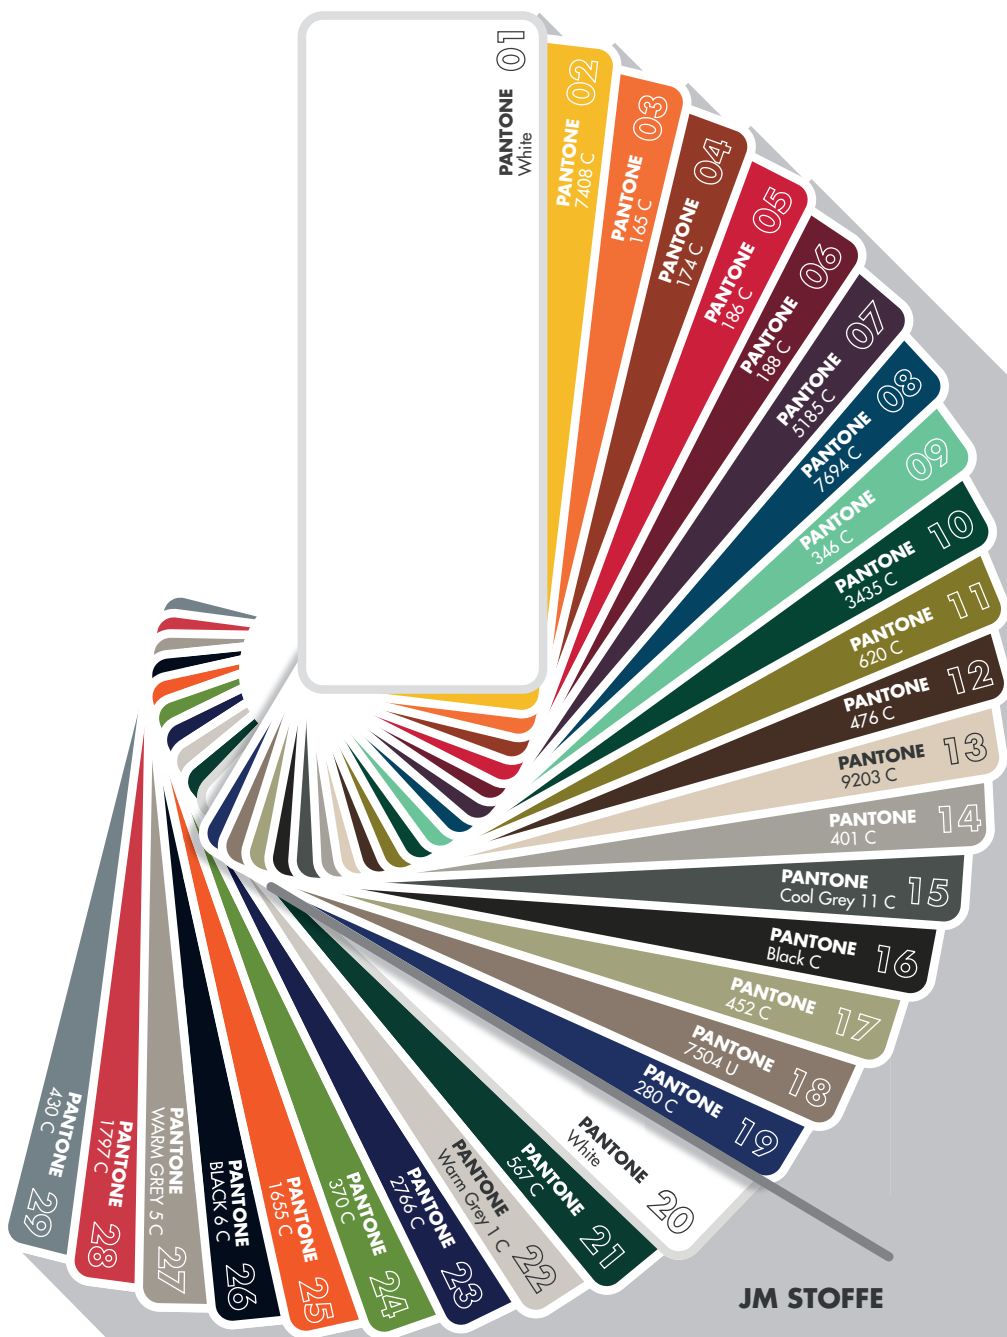 01
PANTONE
White
02
PANTONE
7408 C
03
PANTONE
165 C
04
PANTONE
174 C
05
PANTONE
186 C
06
PANTONE
188 C
07
PANTONE
5185 C
08
PANTONE
7694 C
09
PANTONE
346 C
10
PANTONE
3435 C
11
PANTONE
620 C
12
PANTONE
476 C
13
PANTONE
9203 C
14
PANTONE
401 C
15
PANTONE
Cool Grey 11 C
16
PANTONE
Black C
17
PANTONE
452 C
18
PANTONE
7504 U
19
PANTONE
280 C
20
PANTONE
White
21
PANTONE
567 C
22
PANTONE
Warm Grey 1 C
23
PANTONE
2766 C
24
PANTONE
370 C
25
PANTONE
1655 C
26
PANTONE
BLACK 6 C
27
PANTONE
WARM GREY 5 C
28
PANTONE
1797 C
29
PANTONE
430 C
JM STOFFE